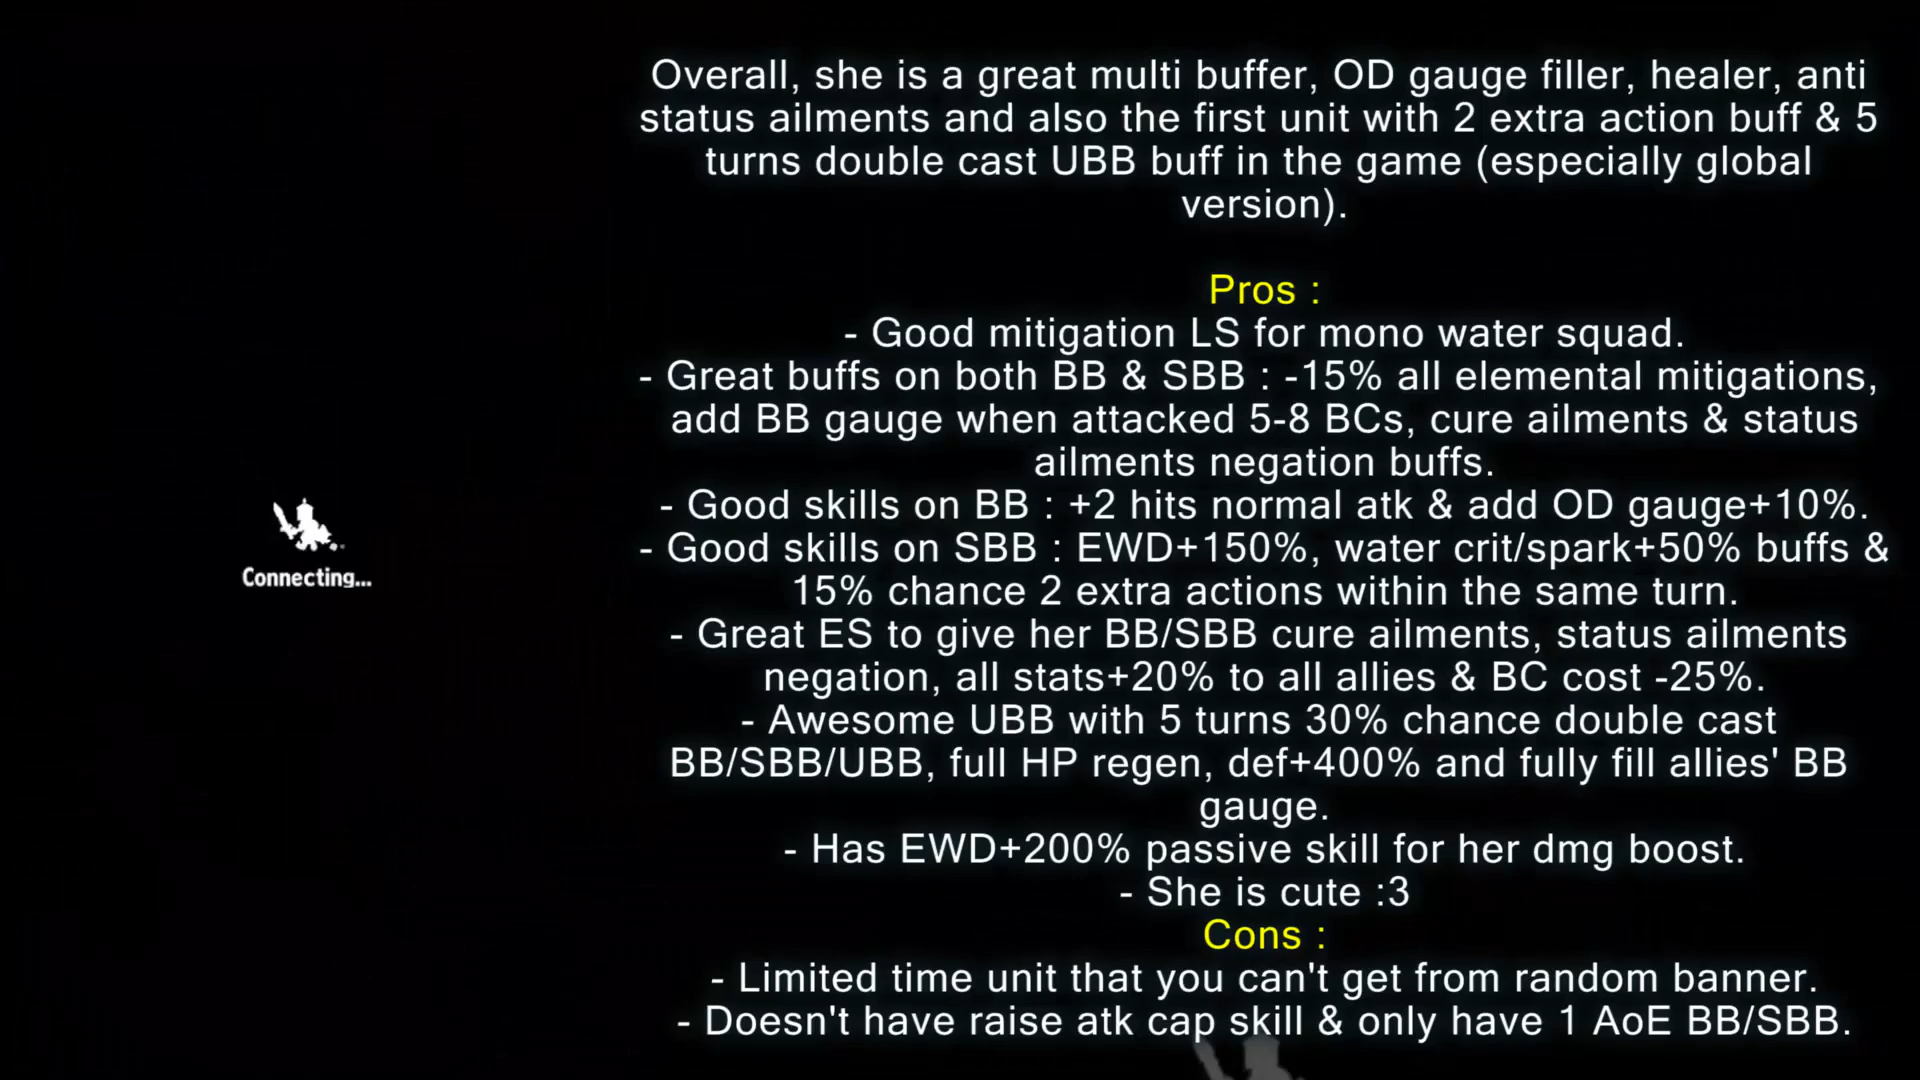 Overall, she is a great multi buffer, OD gauge filler, healer, anti
status ailments and also the first unit with 2 extra action buff & 5
turns double cast UBB buff in the game (especially global
version).
Pros :
- Good mitigation LS for mono water squad.
- Great buffs on both BB & SBB : -15% all elemental mitigations,
add BB gauge when attacked 5-8 BCs, cure ailments & status
ailments negation buffs.
- Good skills on BB : +2 hits normal atk & add OD gauge+10%.
- Good skills on SBB : EWD+150%, water crit/spark+50% buffs &
15% chance 2 extra actions within the same turn.
- Great ES to give her BB/SBB cure ailments, status ailments
negation, all stats+20% to all allies & BC cost -25%.
- Awesome UBB with 5 turns 30% chance double cast
BB/SBB/UBB, full HP regen, def+400% and fully fill allies' BB
gauge.
- Has EWD+200% passive skill for her dmg boost.
- She is cute :3
Cons :
- Limited time unit that you can't get from random banner.
- Doesn't have raise atk cap skill & only have 1 AoE BB/SBB.
Connecting...